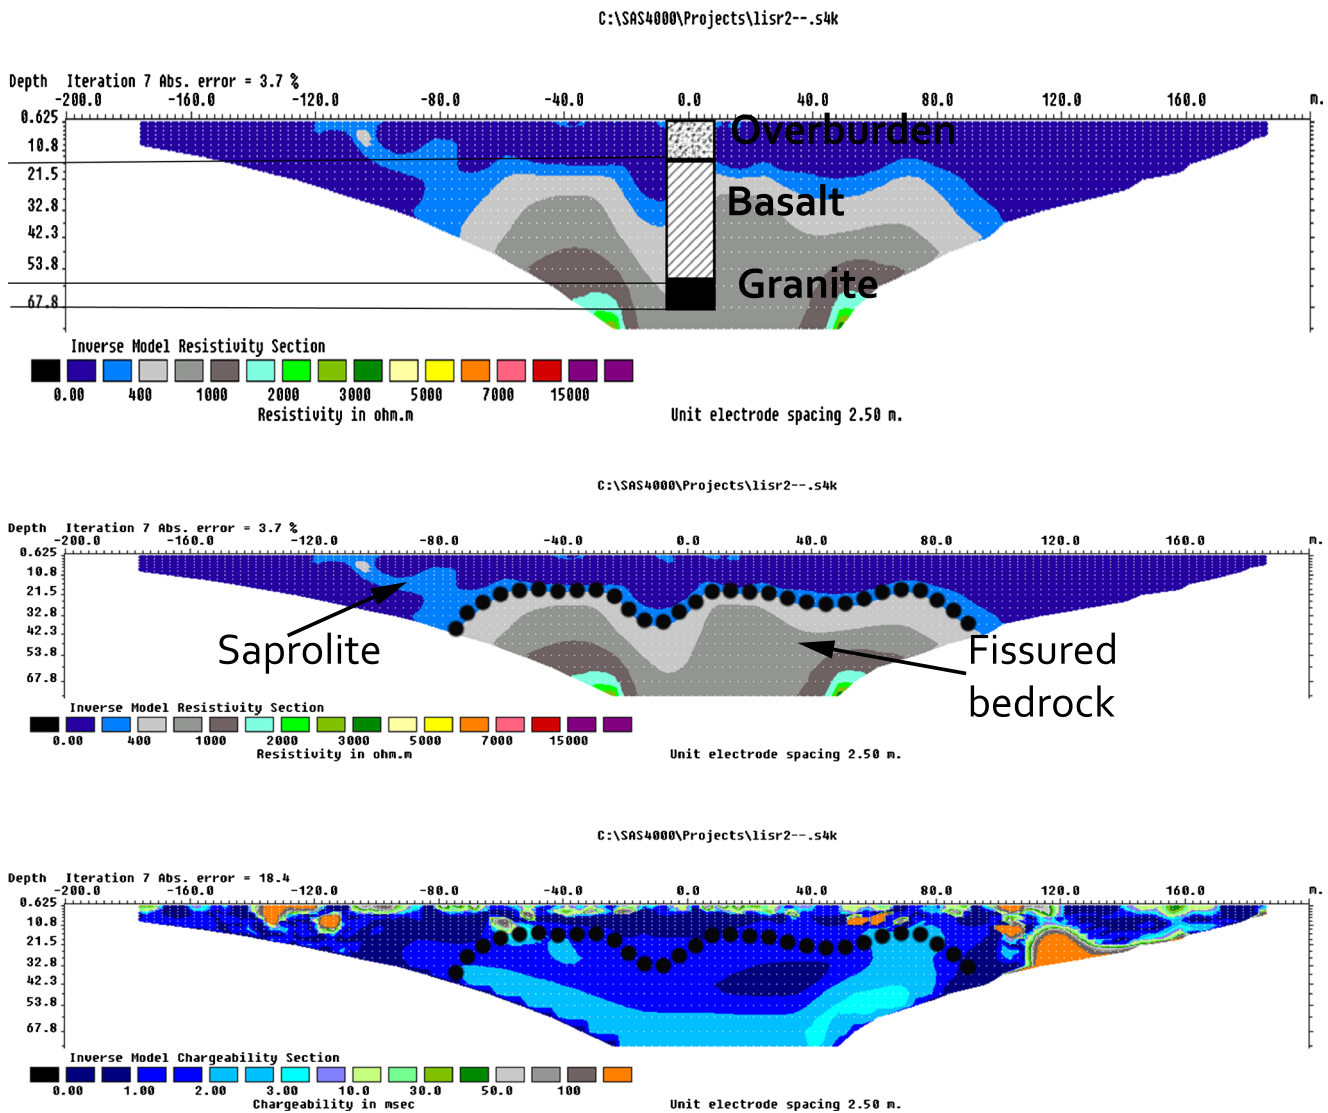 C:\SAS4000\Projects\lisr2--.s4k
Depth Iteration 7 Abs. error = 3.7 %
-200.0 -160.0 -120.0 -80.0 -40.0 0.0 40.0 80.0 120.0 160.0 m.
0.625
10.8
21.5
32.8
42.3
53.8
67.8
Overburden
Basalt
Granite
Inverse Model Resistivity Section
0.00 400 1000 2000 3000 5000 7000 15000
Resistivity in ohm.m Unit electrode spacing 2.50 m.
C:\SAS4000\Projects\lisr2--.s4k
Depth Iteration 7 Abs. error = 3.7 %
-200.0 -160.0 -120.0 -80.0 -40.0 0.0 40.0 80.0 120.0 160.0 m.
0.625
10.8
21.5
32.8
42.3
53.8
67.8
Saprolite
Fissured
bedrock
Inverse Model Resistivity Section
0.00 400 1000 2000 3000 5000 7000 15000
Resistivity in ohm.m Unit electrode spacing 2.50 m.
C:\SAS4000\Projects\lisr2--.s4k
Depth Iteration 7 Abs. error = 18.4
-200.0 -160.0 -120.0 -80.0 -40.0 0.0 40.0 80.0 120.0 160.0 m.
0.625
10.8
21.5
32.8
42.3
53.8
67.8
Inverse Model Chargeability Section
0.00 1.00 2.00 3.00 10.0 30.0 50.0 100
Chargeability in msec Unit electrode spacing 2.50 m.